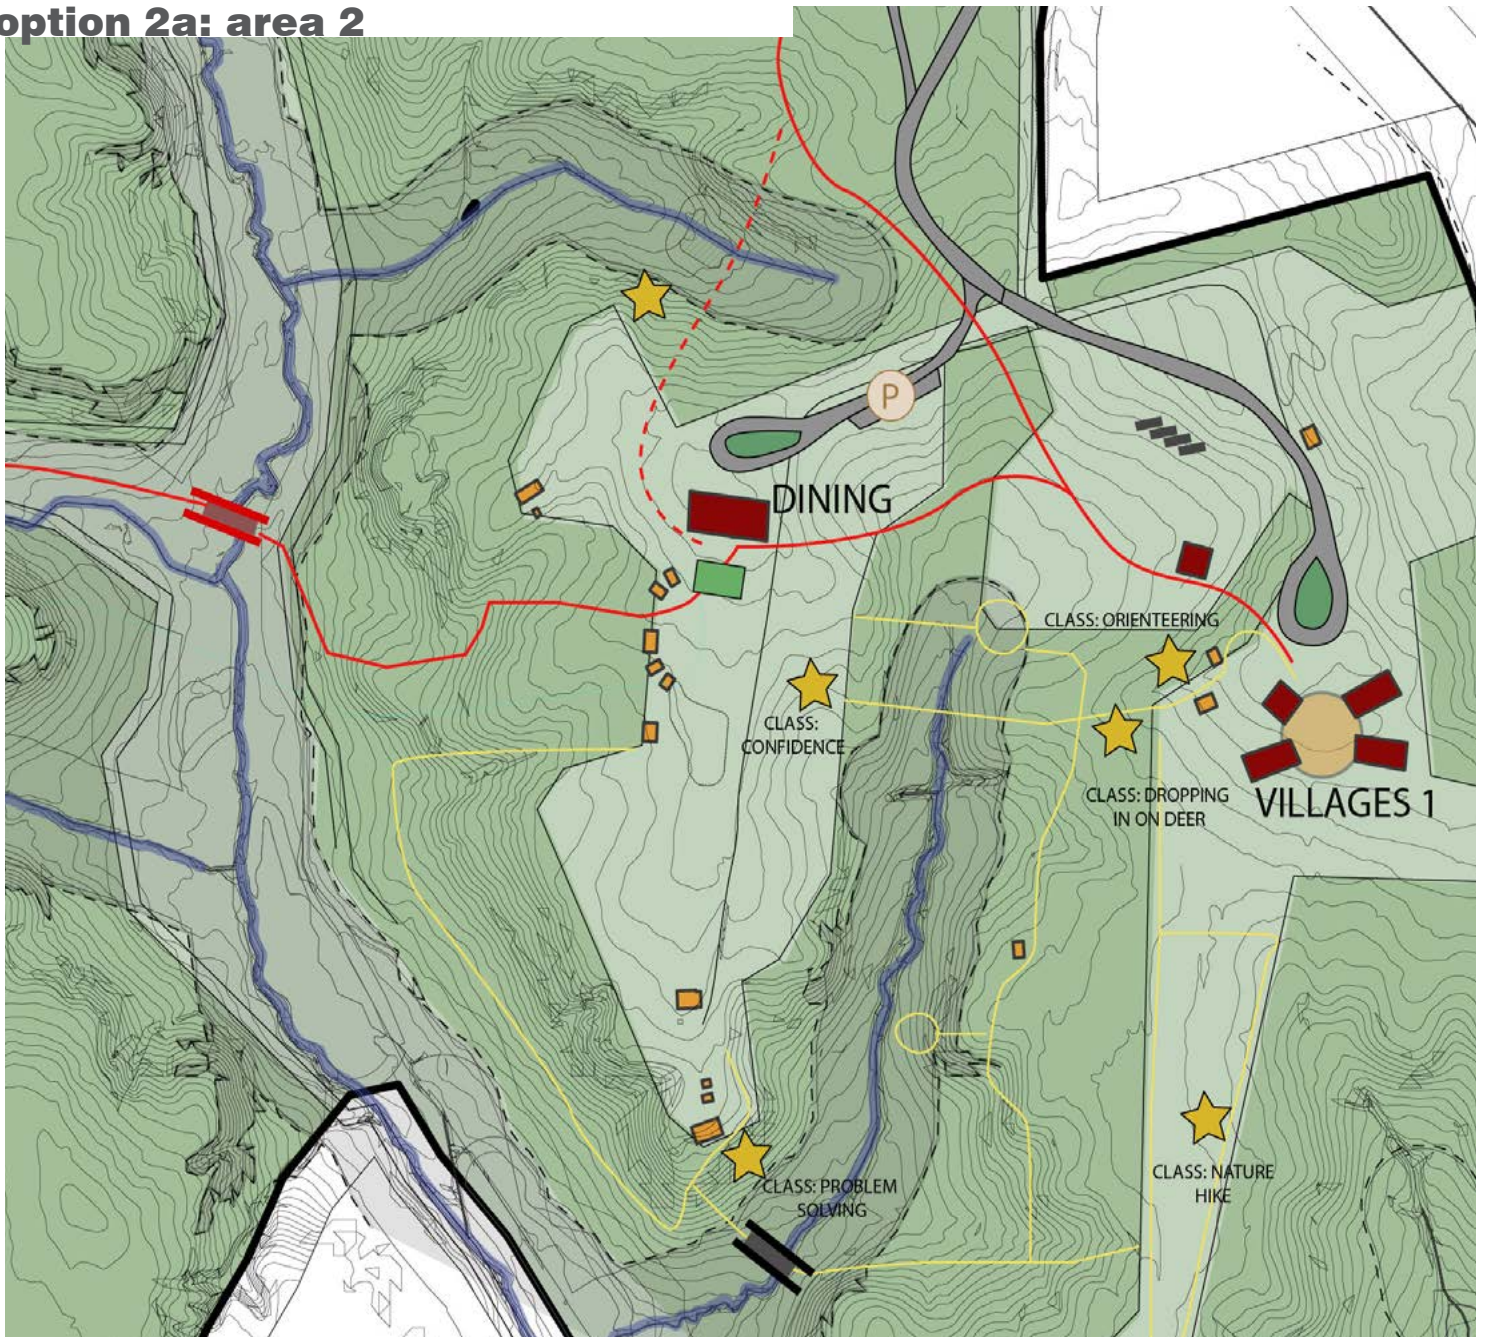 option 2a: area 2
P
DINING
CLASS: ORIENTEERING
CLASS:
CONFIDENCE
CLASS: DROPPING
IN ON DEER
VILLAGES 1
CLASS: NATURE
HIKE
CLASS: PROBLEM
SOLVING